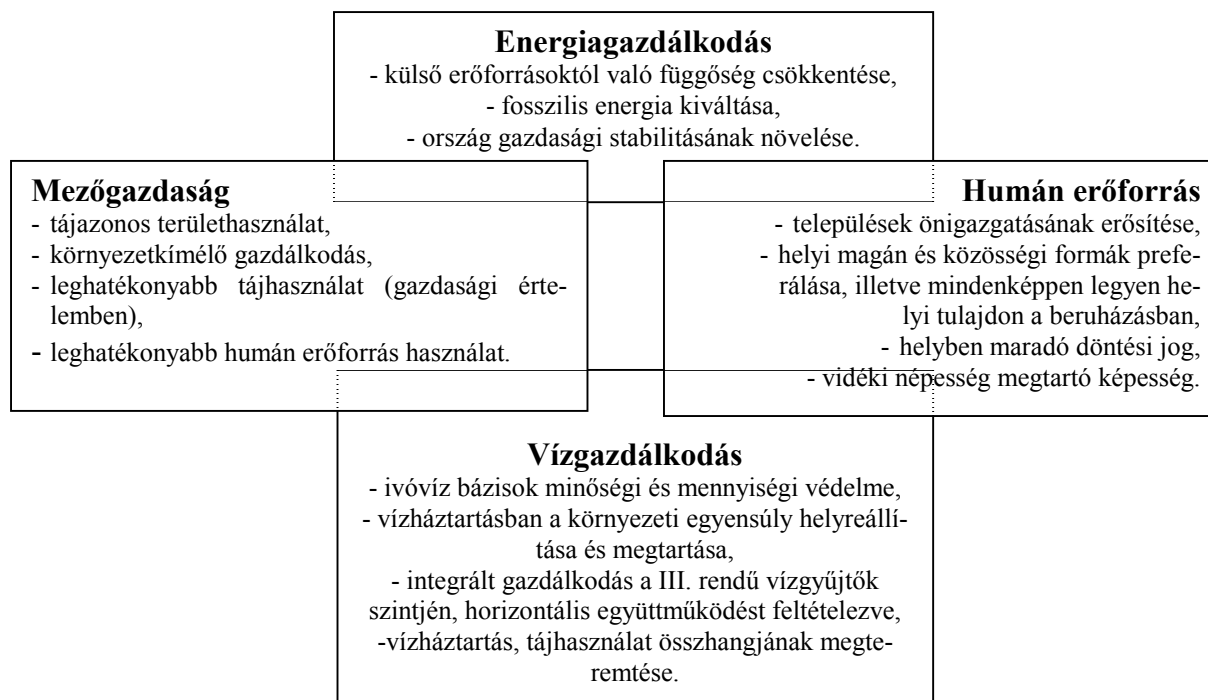 Energiagazdálkodás
- külső erőforrásoktól való függőség csökkentése,
- fosszilis energia kiváltása,
- ország gazdasági stabilitásának növelése.
Mezőgazdaság
- tájazonos területhasználat,
- környezetkímélő gazdálkodás,
- leghatékonyabb tájhasználat (gazdasági érte-
lemben),
- leghatékonyabb humán erőforrás használat.
Humán erőforrás
- települések önigazgatásának erősítése,
- helyi magán és közösségi formák prefe-
rálása, illetve mindenképpen legyen he-
lyi tulajdon a beruházásban,
- helyben maradó döntési jog,
- vidéki népesség megtartó képesség.
Vízgazdálkodás
- ivóvíz bázisok minőségi és mennyiségi védelme,
- vízháztartásban a környezeti egyensúly helyreállí-
tása és megtartása,
- integrált gazdálkodás a III. rendű vízgyűjtők
szintjén, horizontális együttműködést feltételezve,
-vízháztartás, tájhasználat összhangjának megte-
remtése.